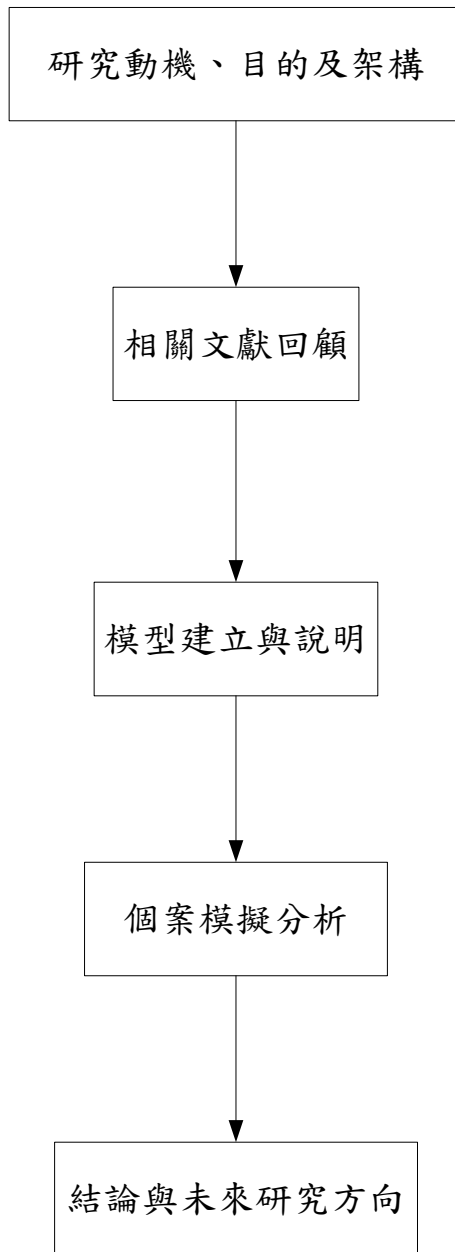 研究動機、目的及架構
相關文獻回顧
模型建立與說明
個案模擬分析
結論與未來研究方向